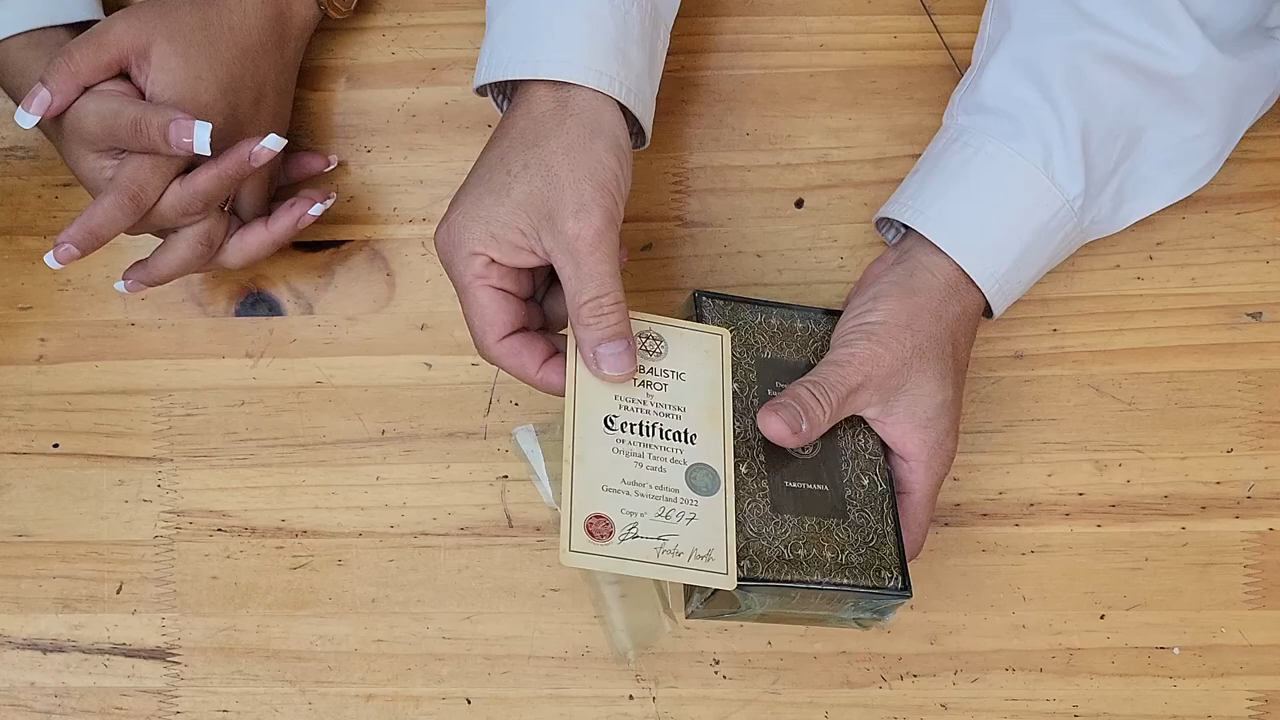 BALISTIC
TAROT
by
EUGENE VINITSKI
FRATER NORTH
Certificate
OF AUTHENTICITY
Original Tarot deck
79 cards
Author's edition
Geneva, Switzerland 2022
Copy n° 2697
frater North
TAROTMANIA